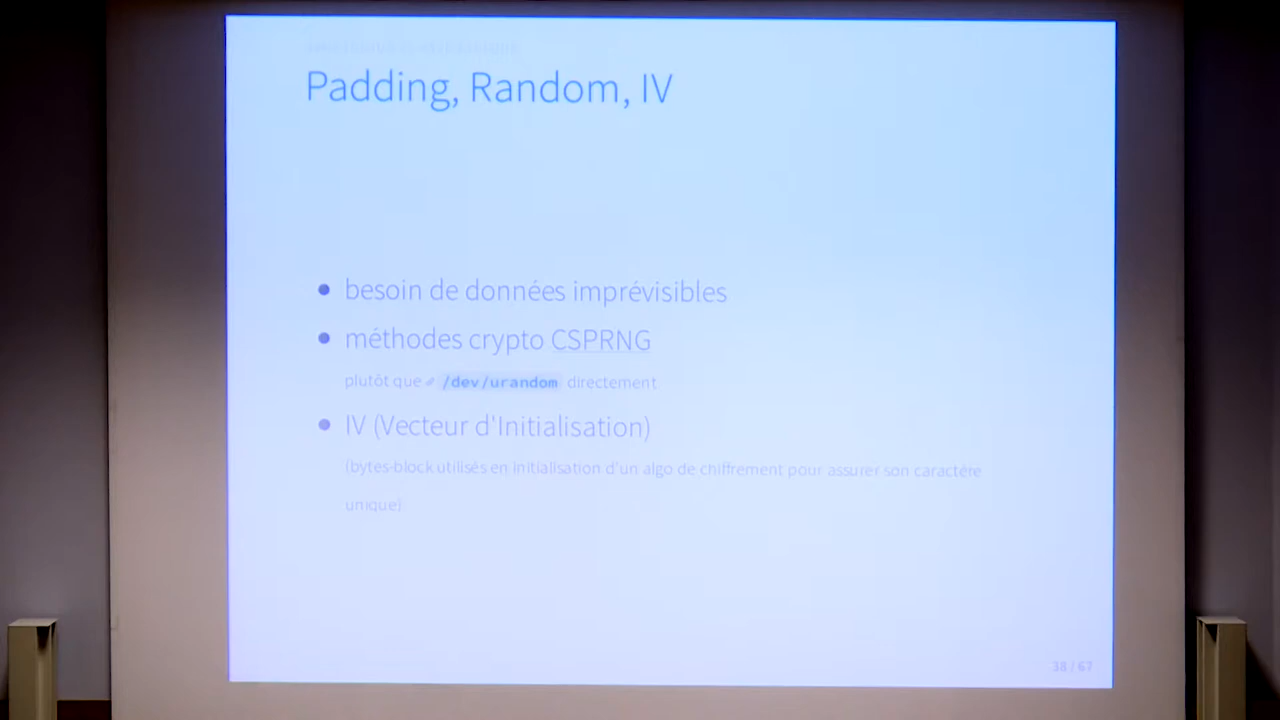 Padding, Random, IV
• besoin de données imprévisibles
• méthodes crypto CSPRNG
plutôt que /dev/urandom directement
• IV (Vecteur d'Initialisation)
(bytes-block utilisés en initialisation d'un algo de chiffrement pour assurer son caractère
unique)
38 / 67